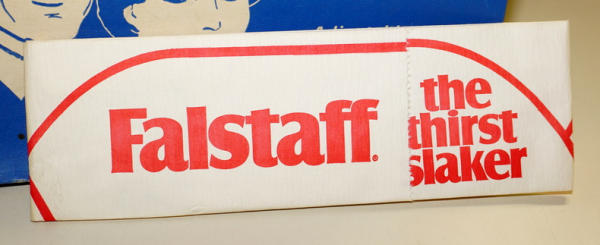 Falstaff.
the
thirst
slaker